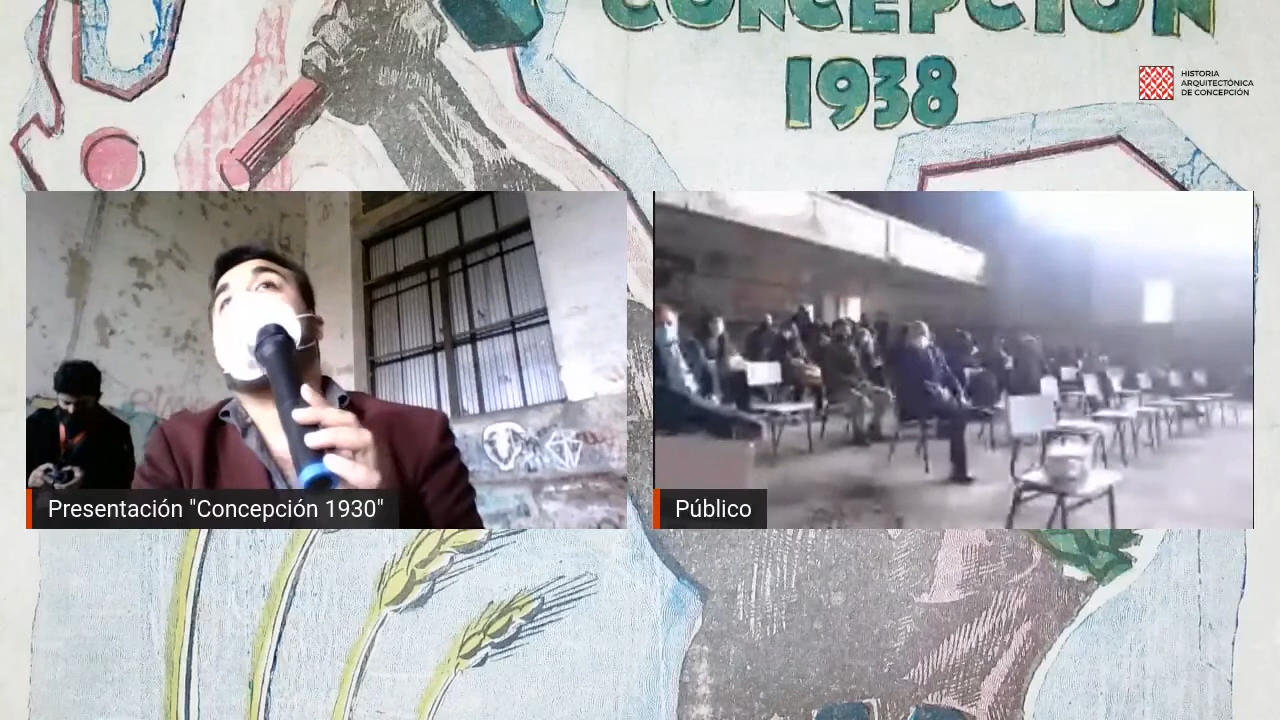 CONCEPCIÓN
1938
HISTORIA
ARQUITECTÓNICA
DE CONCEPCIÓN
Presentación "Concepción 1930"
Público